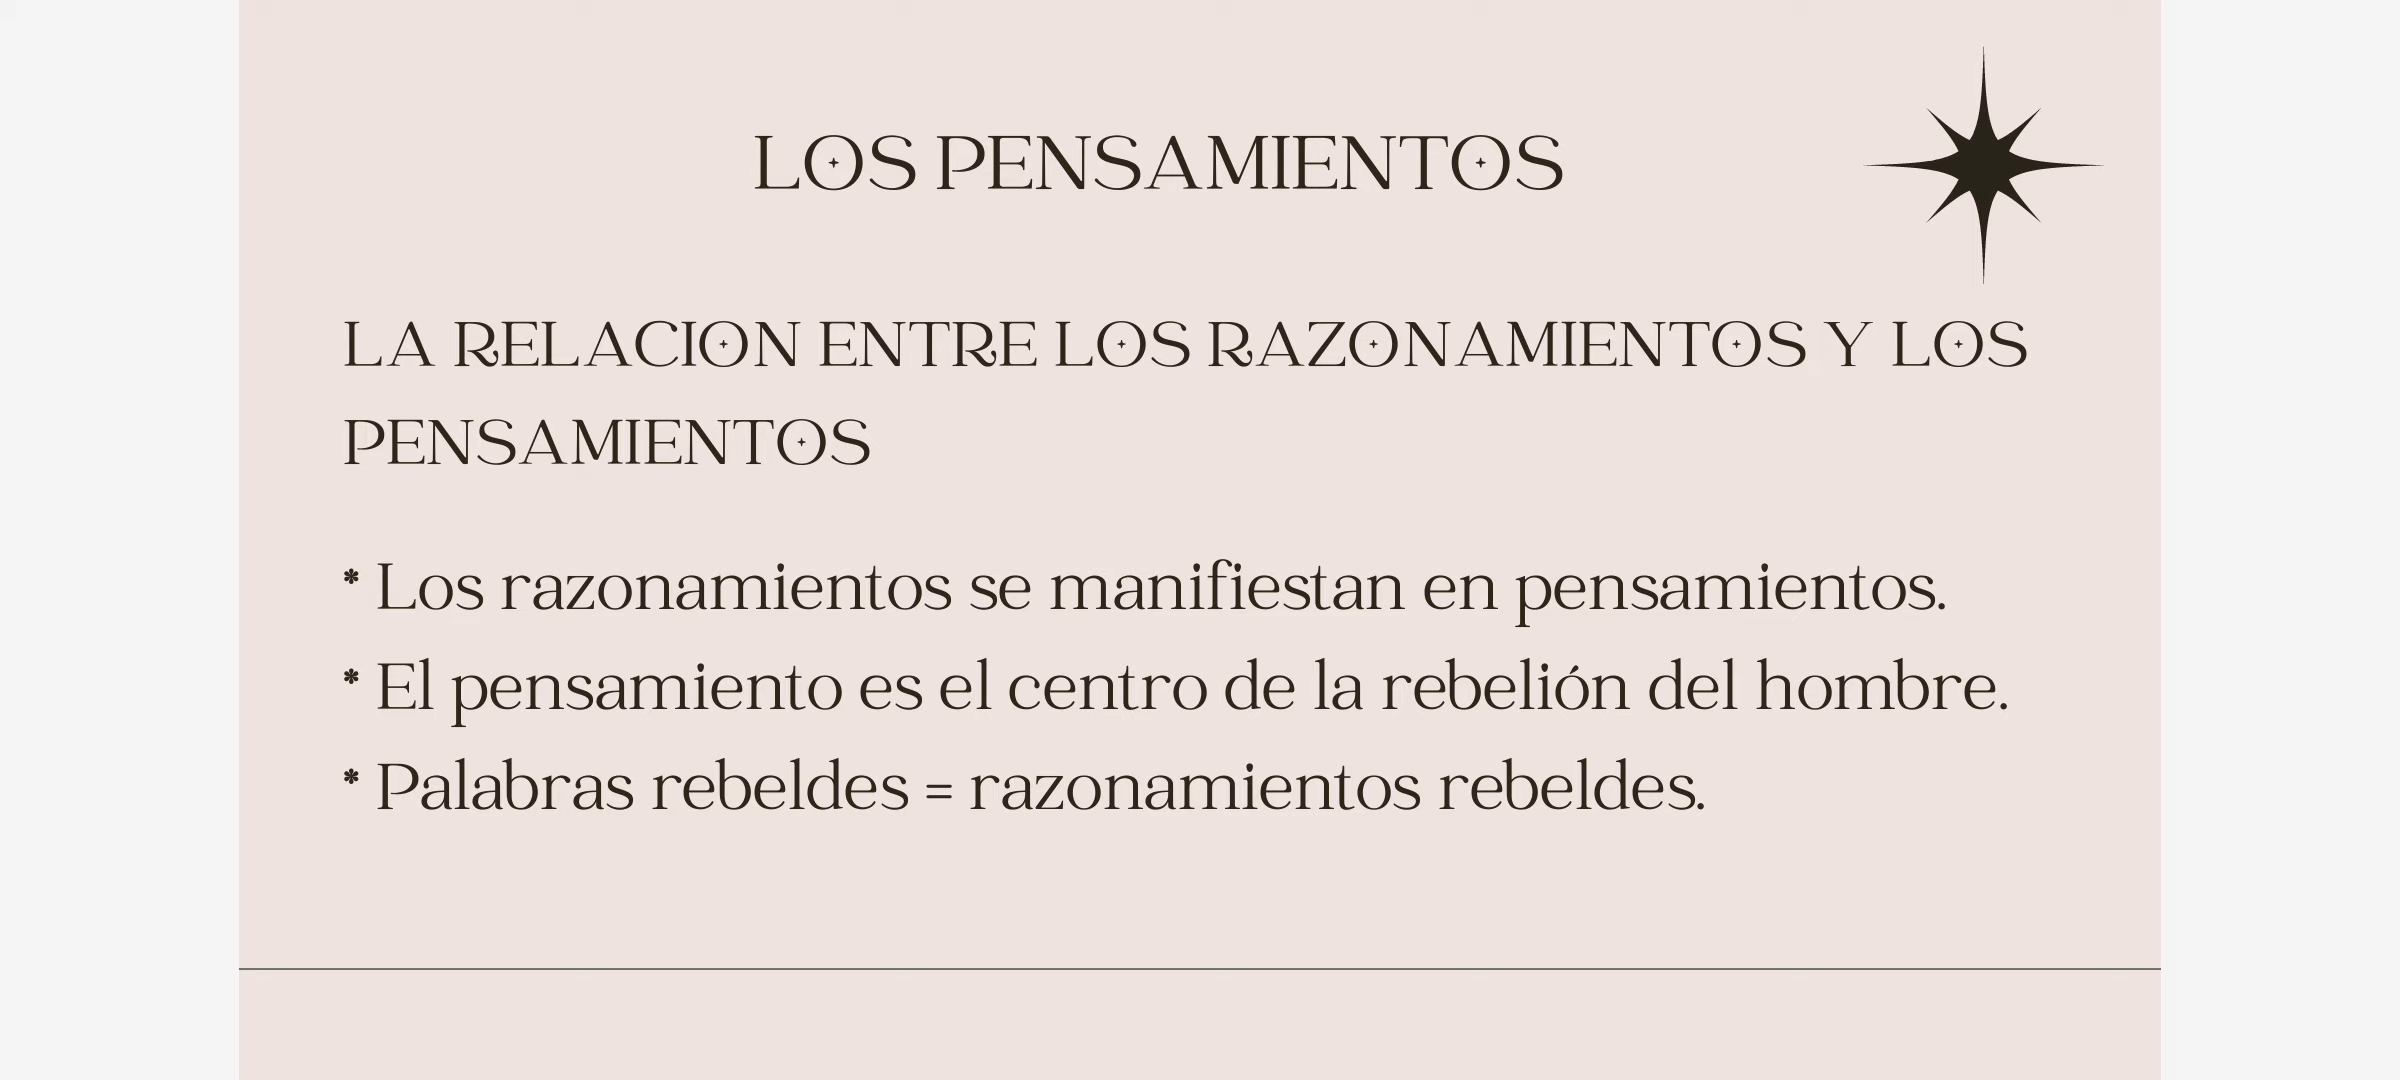 LOS PENSAMIENTOS
LA RELACION ENTRE LOS RAZONAMIENTOS Y LOS
PENSAMIENTOS
* Los razonamientos se manifiestan en pensamientos.
* El pensamiento es el centro de la rebelión del hombre.
* Palabras rebeldes = razonamientos rebeldes.